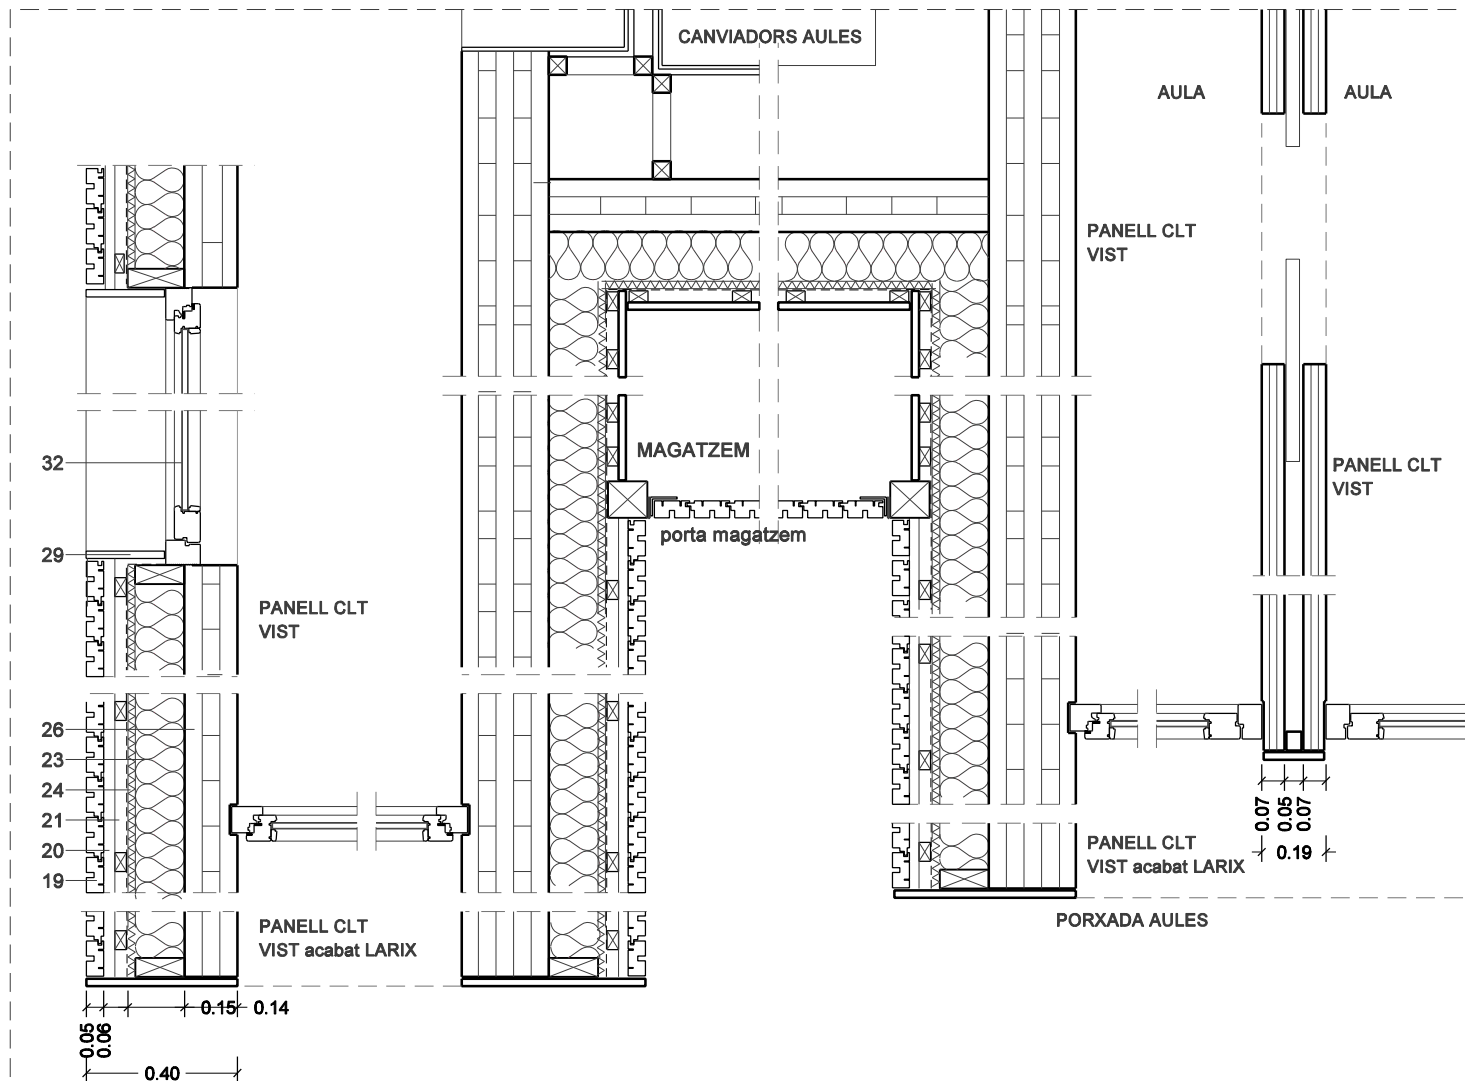 CANVIADORS AULES
AULA
AULA
PANELL CLT
VIST
MAGATZEM
32
PANELL CLT
VIST
porta magatzem
29
PANELL CLT
VIST
26
23
24
21
20
19
0.07
0.05
0.07
0.19
PANELL CLT
VIST acabat LARIX
PORXADA AULES
PANELL CLT
VIST acabat LARIX
0.15
0.14
0.05
0.06
0.40